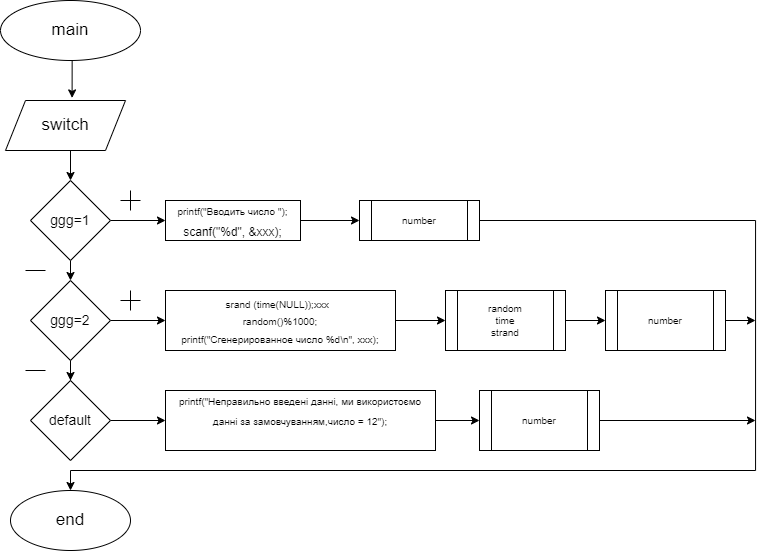 main
switch
ggg=1
printf("Вводить число ");
scanf("%d", &xxx);
number
ggg=2
srand (time(NULL));xxx
random()%1000;
printf("Сгенерированное число %d\n", xxx);
random
time
strand
number
default
printf("Неправильно введені данні, ми використоємо
данні за замовчуванням,число = 12");
number
end